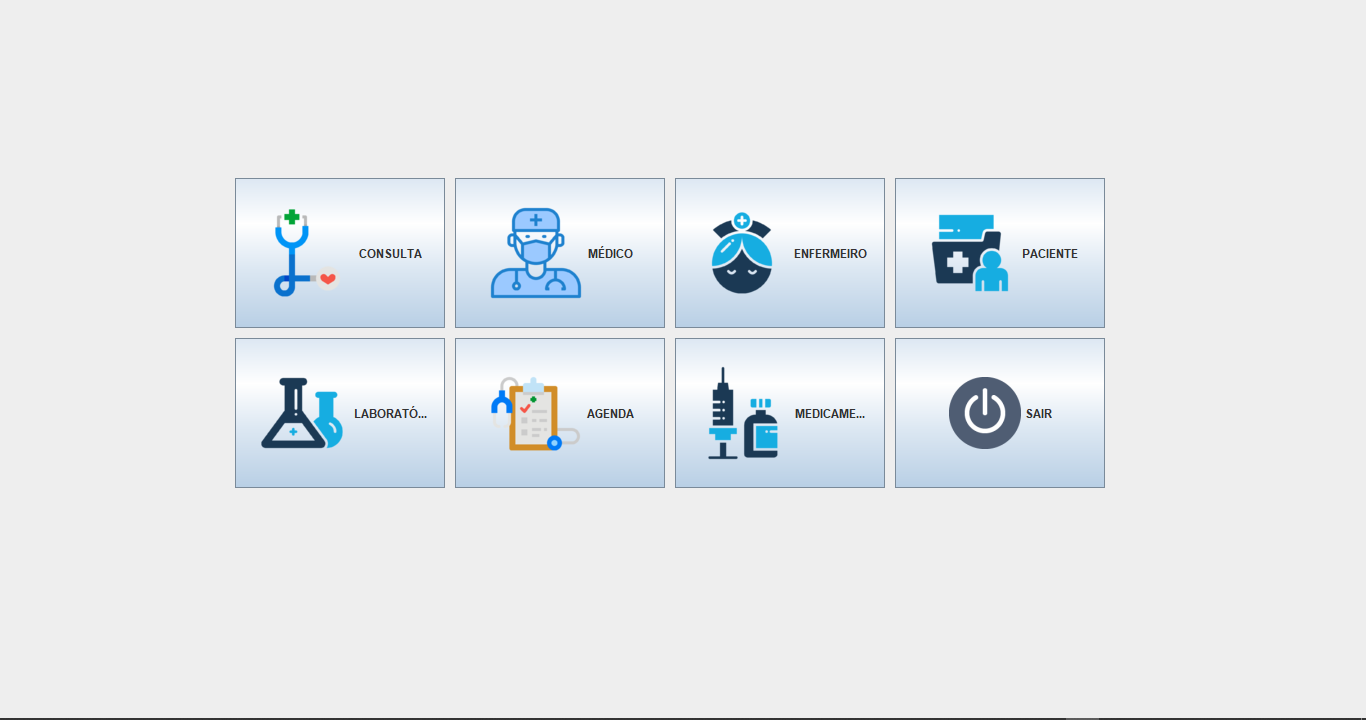 CONSULTA
MÉDICO
ENFERMEIRO
PACIENTE
LABORATÓ...
AGENDA
MEDICAME...
SAIR